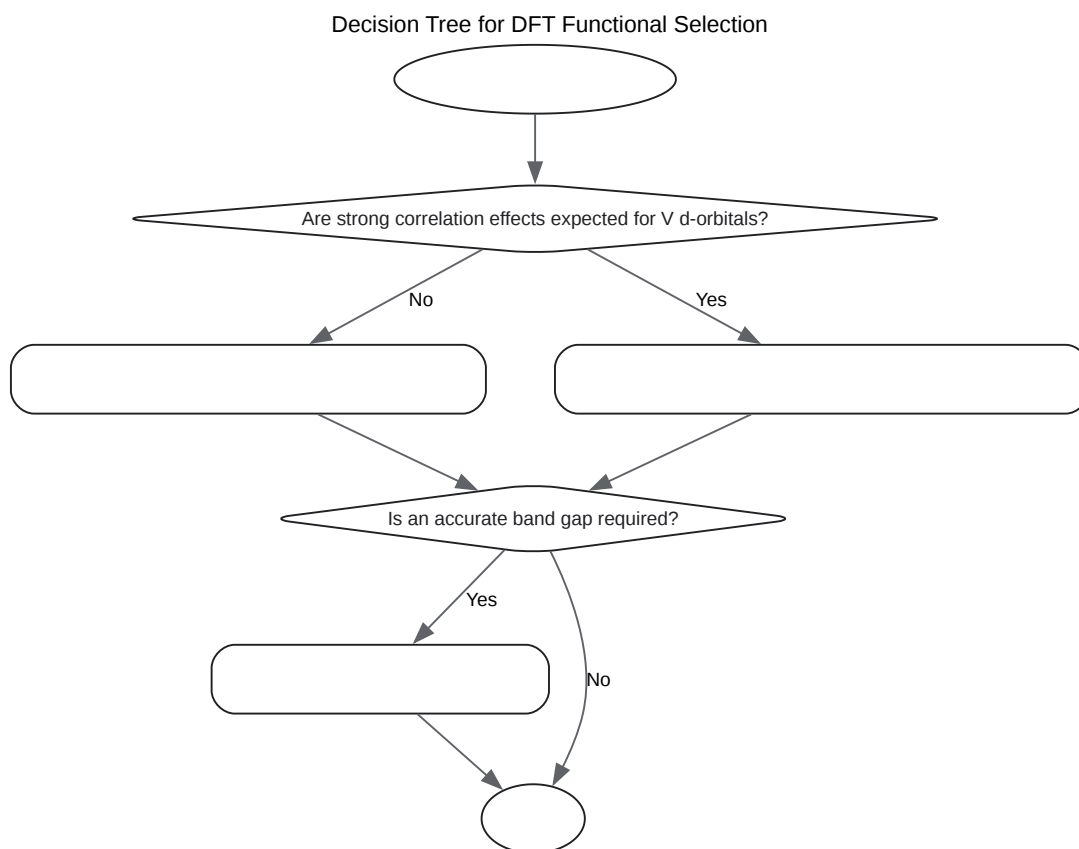 Decision Tree for DFT Functional Selection
Are strong correlation effects expected for V d-orbitals?
No
Yes
Is an accurate band gap required?
Yes
No